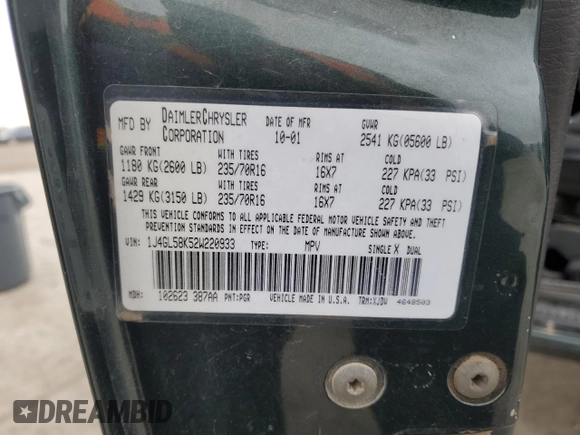 MFD BY DAIMLERCHRYSLER CORPORATION DATE OF MFR 10-01 GVWR 2541 KG(05600 LB)
GAWR FRONT WITH TIRES RIMS AT COLD
1180 KG(2600 LB) 235/70R16 16X7 227 KPA(33 PSI)
GAWR REAR WITH TIRES RIMS AT COLD
1429 KG(3150 LB) 235/70R16 16X7 227 KPA(33 PSI)
THIS VEHICLE CONFORMS TO ALL APPLICABLE FEDERAL MOTOR VEHICLE SAFETY AND THEFT
PREVENTION STANDARDS IN EFFECT ON THE DATE OF MANUFACTURE SHOWN ABOVE.
VIN: 1J4GL58K52W220933 TYPE: MPV SINGLE X DUAL
MDH: 102623 387AA PNT:PGR VEHICLE MADE IN U.S.A. TRM:XJDV 4648503
DREAMBID